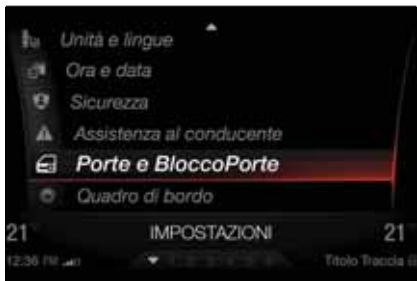 Unità e lingue
Ora e data
Sicurezza
Assistenza al conducente
Porte e BloccoPorte
Quadro di bordo
21 IMPOSTAZIONI 21
12:36 PM Titolo Traccia